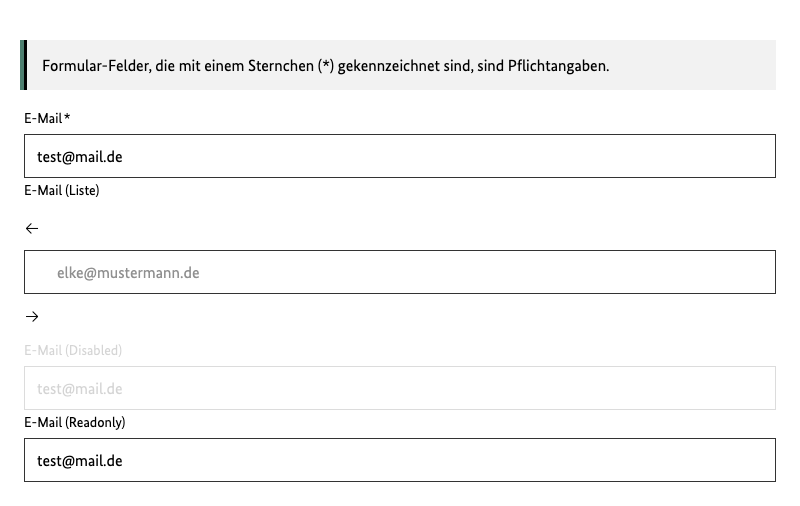 Formular-Felder, die mit einem Sternchen (*) gekennzeichnet sind, sind Pflichtangaben.
E-Mail*
test@mail.de
E-Mail (Liste)
←
elke@mustermann.de
→
E-Mail (Disabled)
test@mail.de
E-Mail (Readonly)
test@mail.de